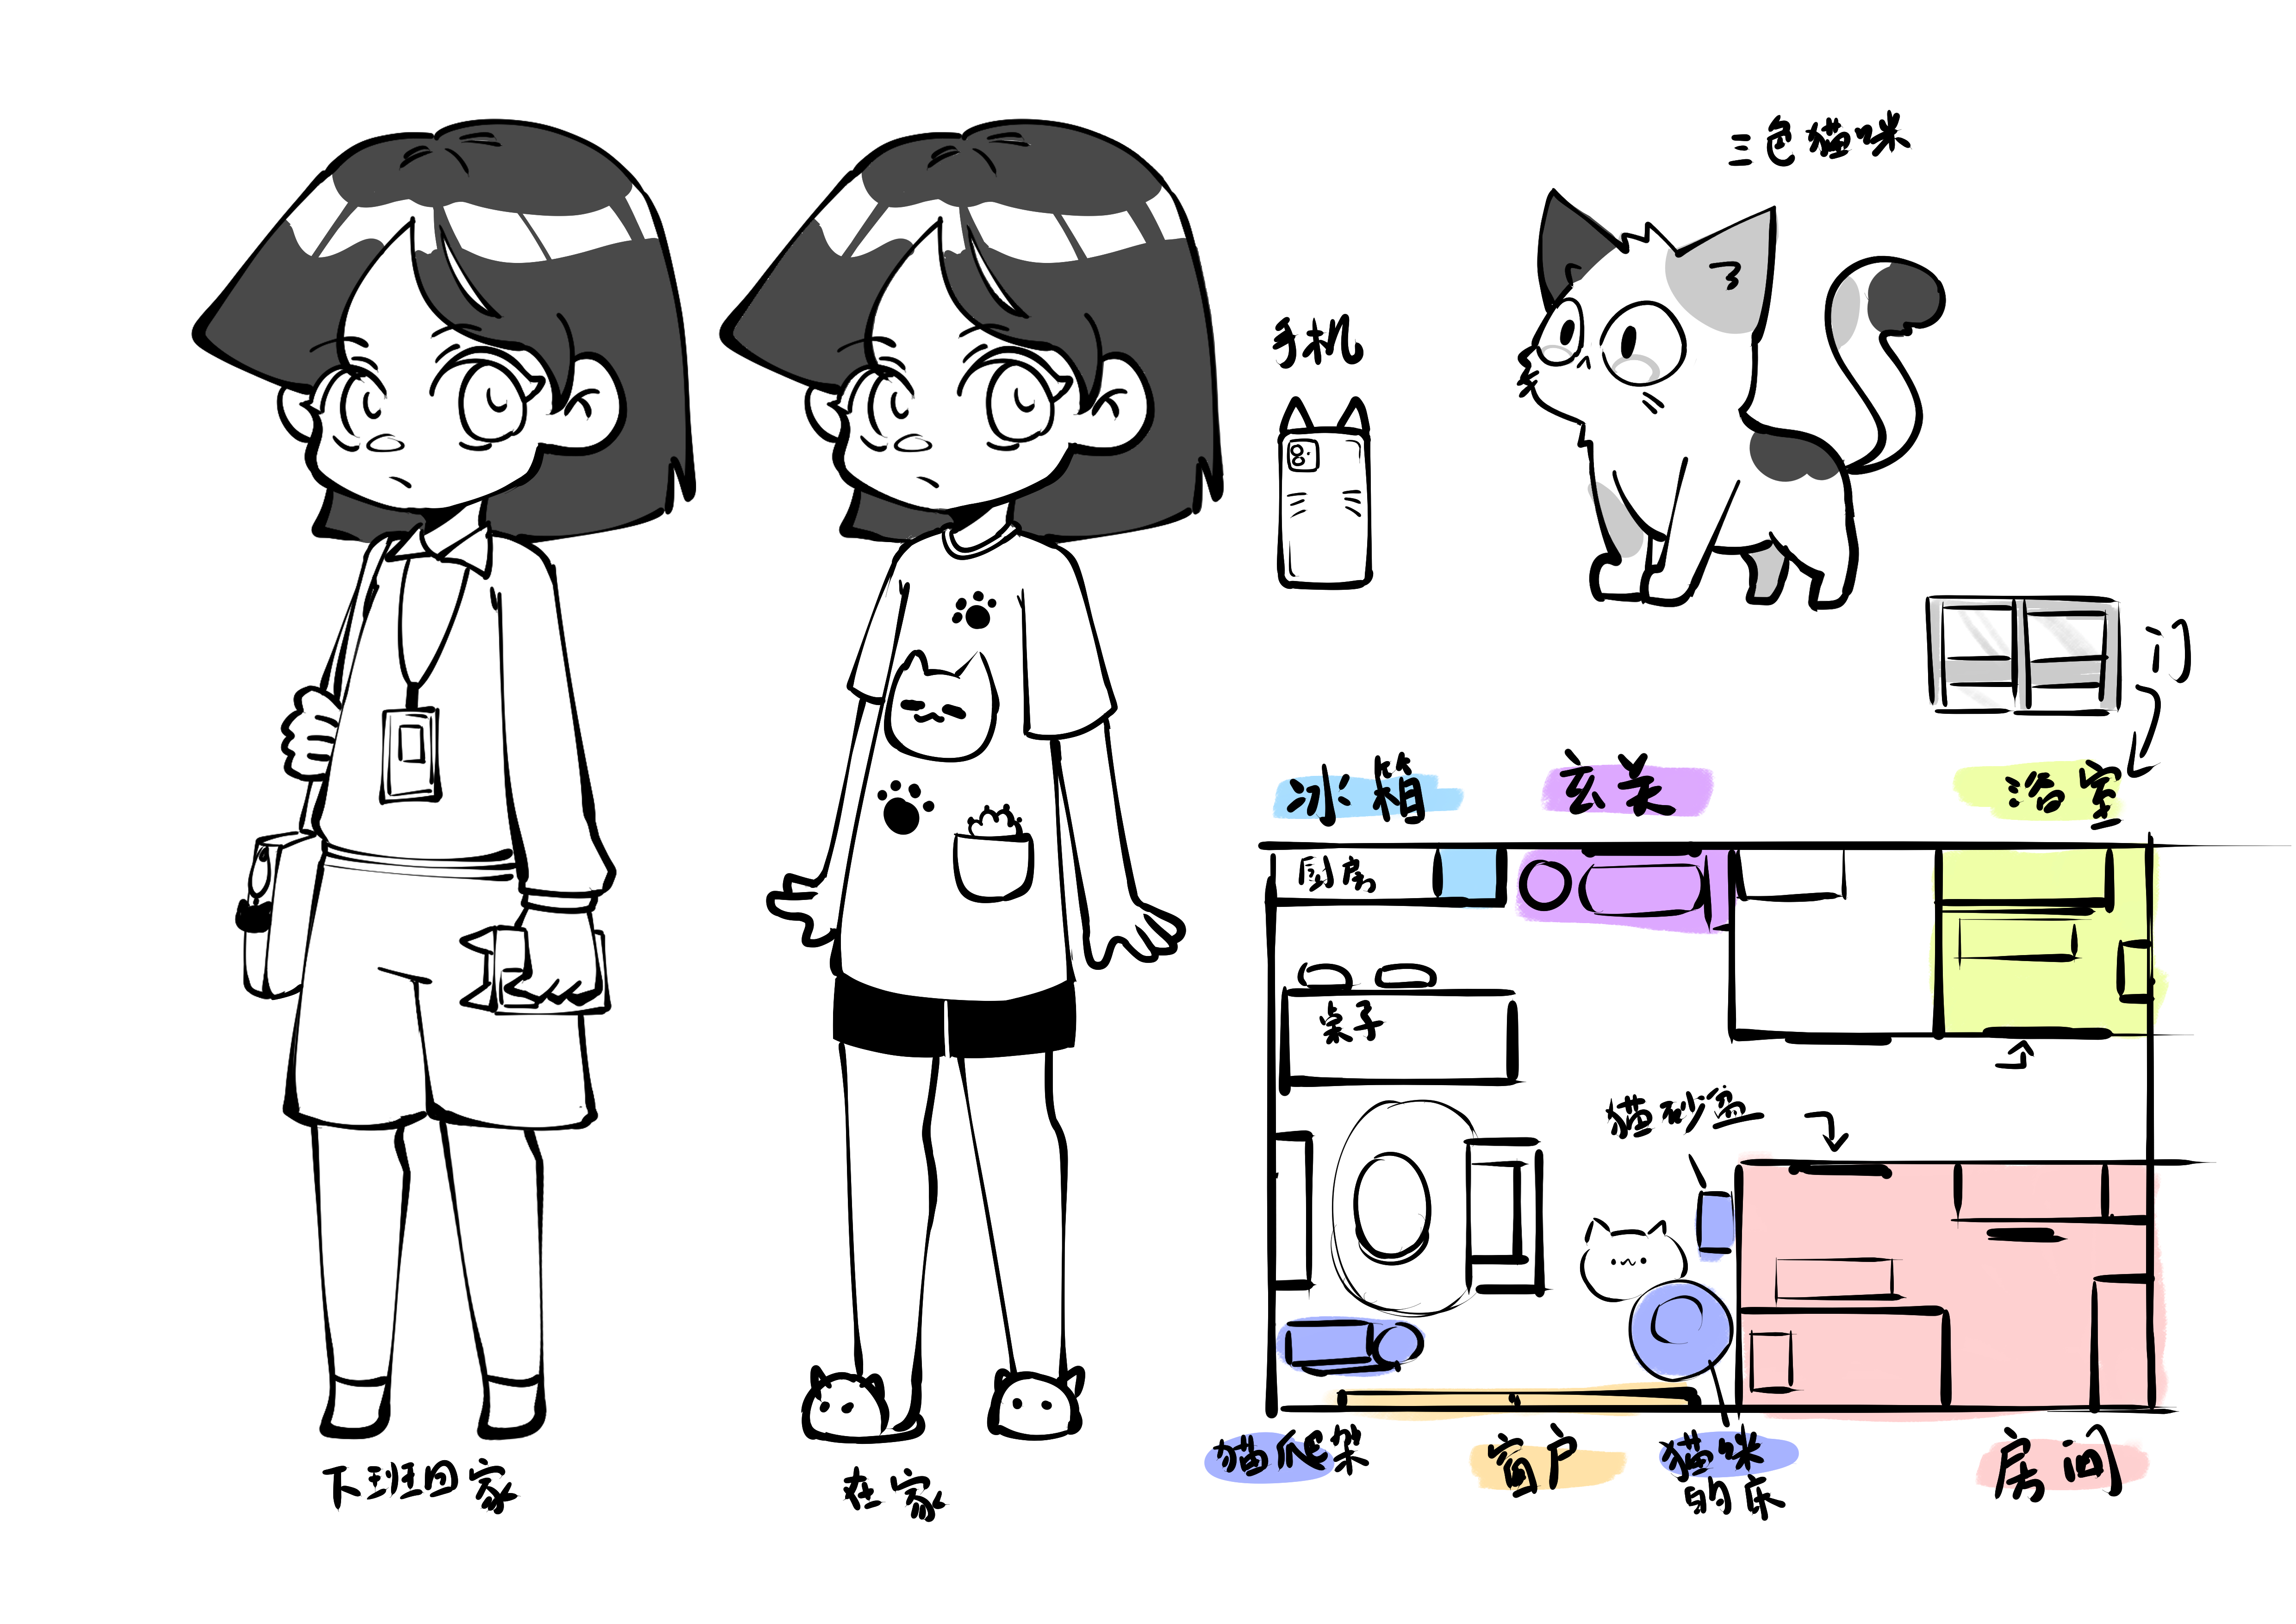 三色猫咪
手机
门
冰箱
玄关
浴室
厨房
桌子
猫砂盆
猫爬架
窗户
猫咪
的床
房间
下班回家
在家